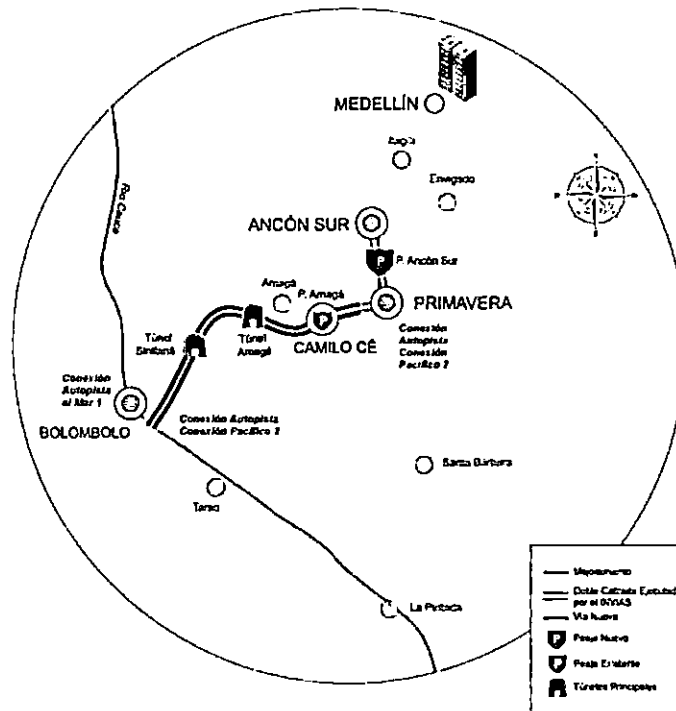 MEDELLÍN
Itagüí
Envigado
Río Cauca
ANCÓN SUR
P. Ancón Sur
Amagá
P. Amagá
PRIMAVERA
Túnel
Sinifaná
Túnel
Amagá
CAMILO CÉ
Conexión
Autopista
Conexión
Pacífico 2
Conexión
Autopista
al Mar 1
BOLOMBOLO
Conexión Autopista
Conexión Pacífico 2
Santa Bárbara
Tarso
La Pintada
Mejoramiento
Doble Calzada Ejecutada
por el INVIAS
Vía Nueva
Peaje Nuevo
Peaje Existente
Túneles Principales